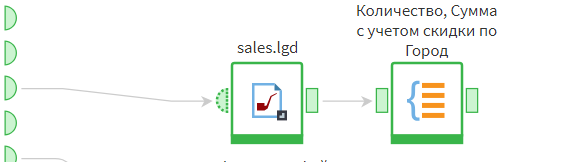 Количество, Сумма
с учетом скидки по
Город
sales.lgd